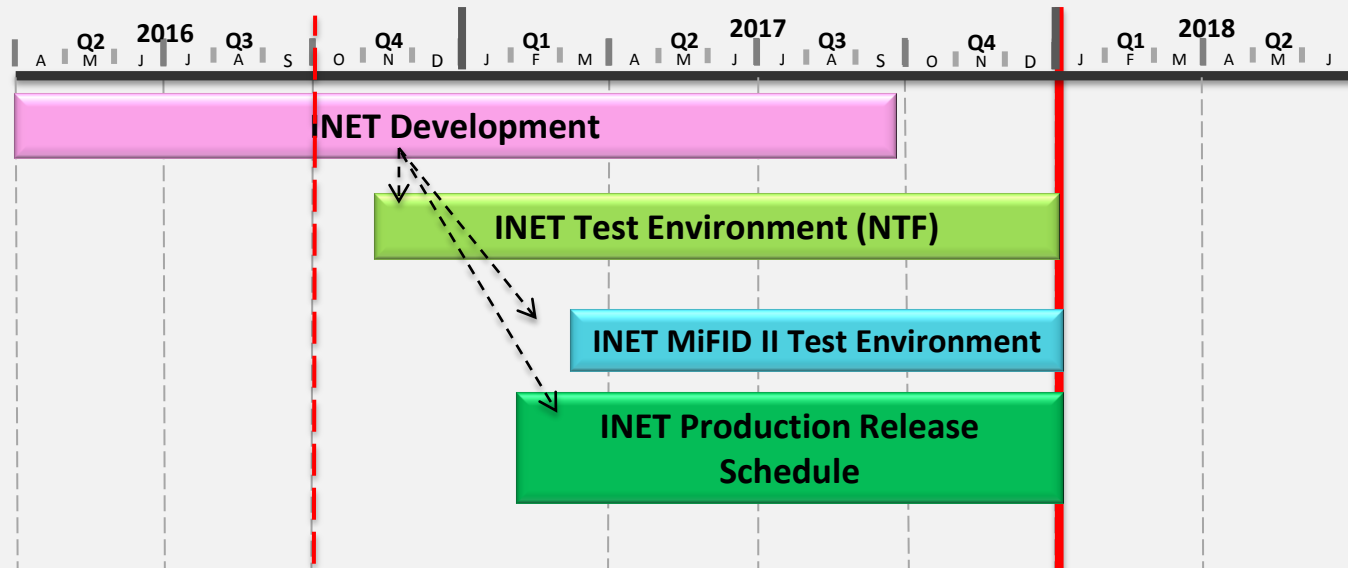 2016 2017 2018
Q2 Q3 Q4 Q1 Q2 Q3 Q4 Q1 Q2
A M J J A S O N D J F M A M J J A S O N D J F M A M J
INET Development
INET Test Environment (NTF)
INET MiFID II Test Environment
INET Production Release
Schedule